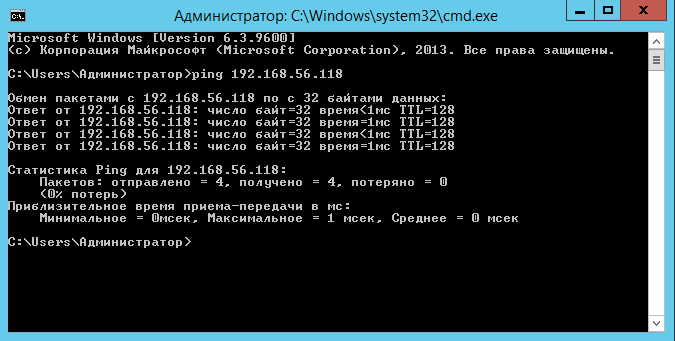 Администратор: C:\Windows\system32\cmd.exe
Microsoft Windows [Version 6.3.9600]
(c) Корпорация Майкрософт (Microsoft Corporation), 2013. Все права защищены.
C:\Users\Администратор>ping 192.168.56.118
Обмен пакетами с 192.168.56.118 по с 32 байтами данных:
Ответ от 192.168.56.118: число байт=32 время<1мс TTL=128
Ответ от 192.168.56.118: число байт=32 время=1мс TTL=128
Ответ от 192.168.56.118: число байт=32 время<1мс TTL=128
Ответ от 192.168.56.118: число байт=32 время=1мс TTL=128
Статистика Ping для 192.168.56.118:
Пакетов: отправлено = 4, получено = 4, потеряно = 0
(0% потерь)
Приблизительное время приема-передачи в мс:
Минимальное = 0мсек, Максимальное = 1 мсек, Среднее = 0 мсек
C:\Users\Администратор>